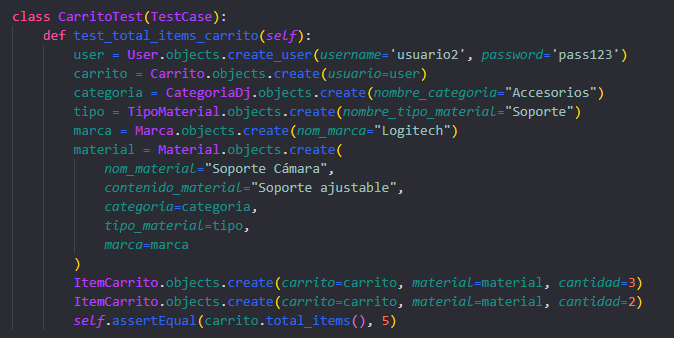 class CarritoTest(TestCase):
    def test_total_items_carrito(self):
        user = User.objects.create_user(username='usuario2', password='pass123')
        carrito = Carrito.objects.create(usuario=user)
        categoria = CategoriaDj.objects.create(nombre_categoria="Accesorios")
        tipo = TipoMaterial.objects.create(nombre_tipo_material="Soporte")
        marca = Marca.objects.create(nom_marca="Logitech")
        material = Material.objects.create(
            nom_material="Soporte Cámara",
            contenido_material="Soporte ajustable",
            categoria=categoria,
            tipo_material=tipo,
            marca=marca
        )
        ItemCarrito.objects.create(carrito=carrito, material=material, cantidad=3)
        ItemCarrito.objects.create(carrito=carrito, material=material, cantidad=2)
        self.assertEqual(carrito.total_items(), 5)